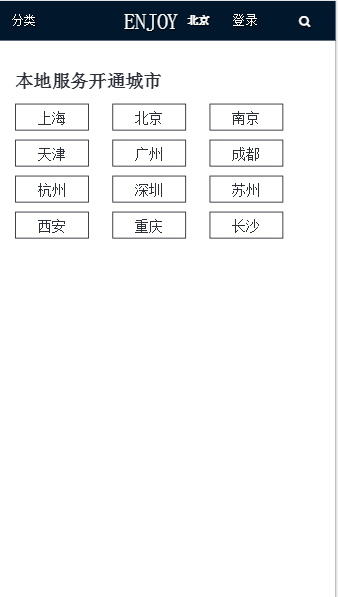 分类 ENJOY 北京 登录
本地服务开通城市
上海 北京 南京
天津 广州 成都
杭州 深圳 苏州
西安 重庆 长沙